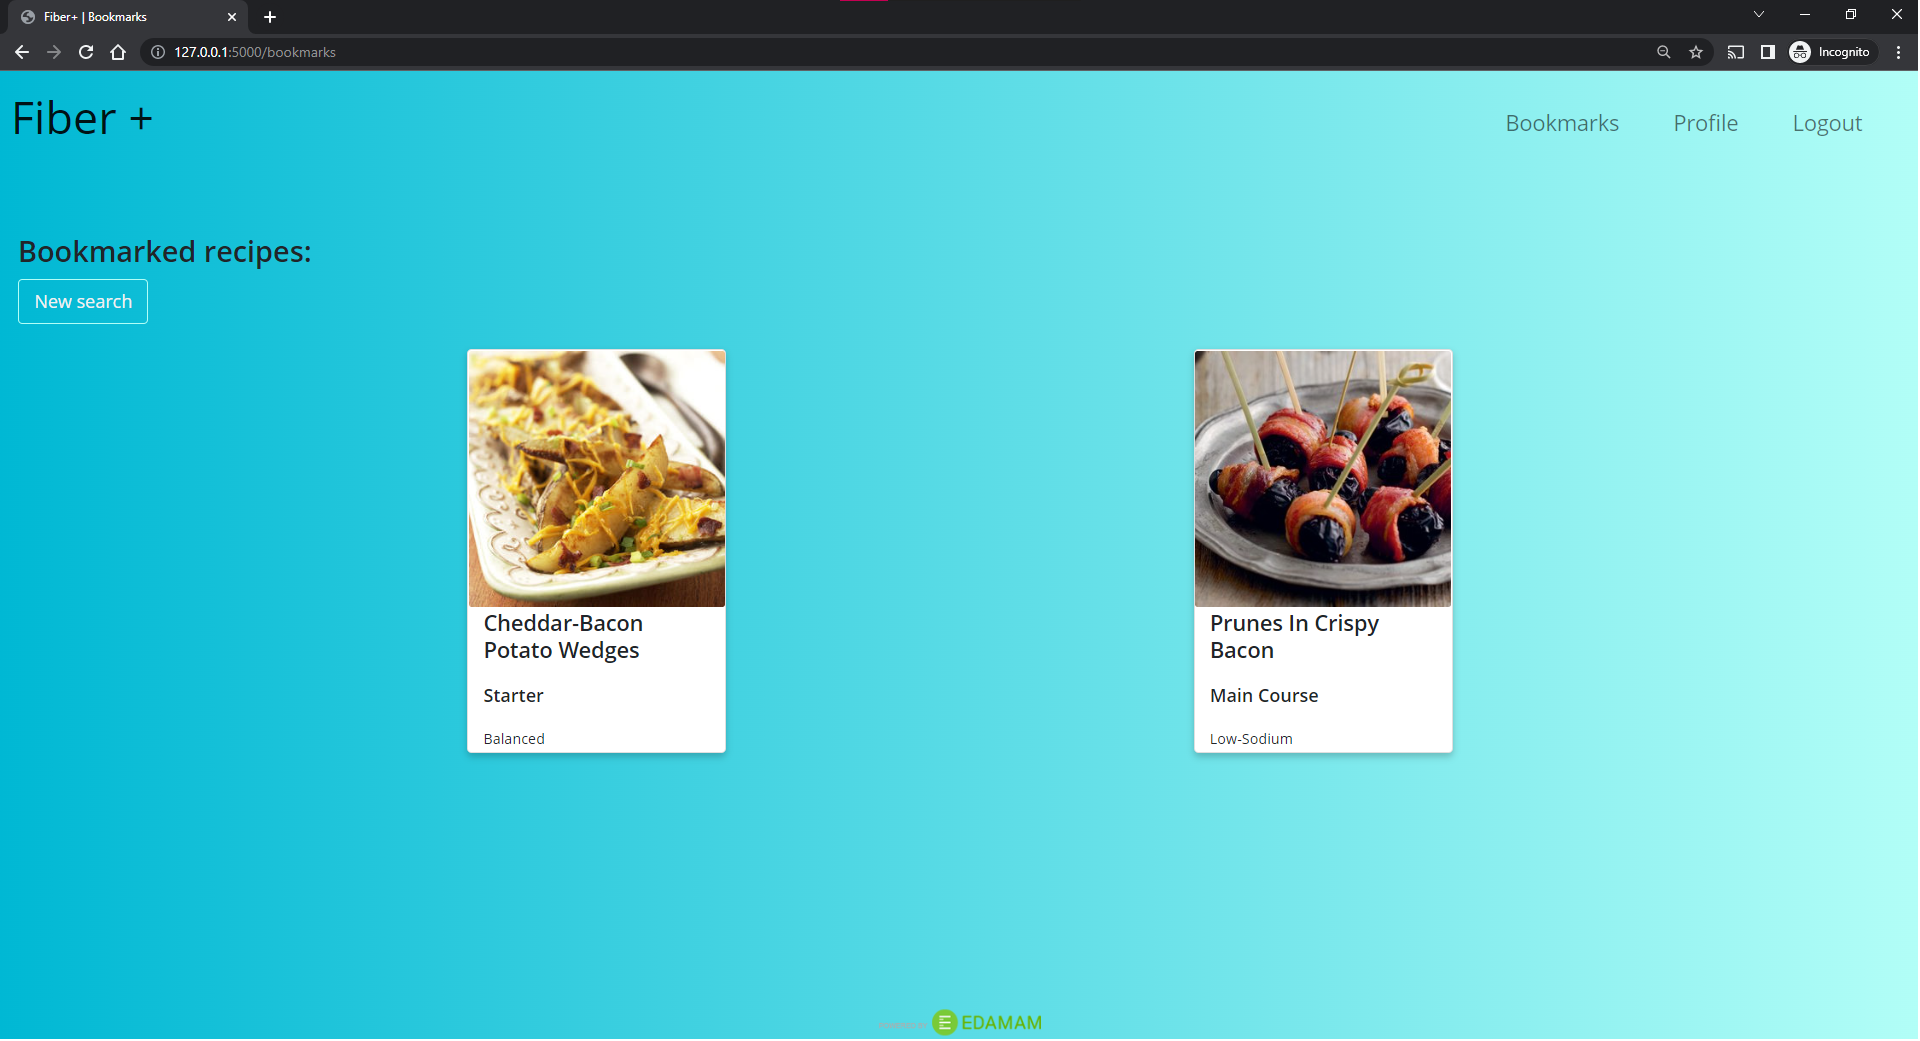 Fiber+ | Bookmarks
127.0.0.1:5000/bookmarks
Incognito
Fiber +
Bookmarks
Profile
Logout
Bookmarked recipes:
New search
Cheddar-Bacon
Potato Wedges
Starter
Balanced
Prunes In Crispy
Bacon
Main Course
Low-Sodium
EDAMAM